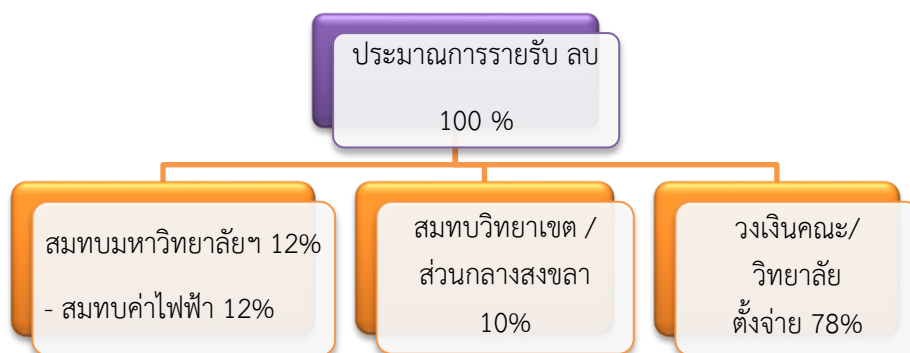 ประมาณการรายรับ ลบ
100 %
สมทบมหาวิทยาลัยฯ 12%
- สมทบค่าไฟฟ้า 12%
สมทบวิทยาเขต /
ส่วนกลางสงขลา
10%
วงเงินคณะ/
วิทยาลัย
ตั้งจ่าย 78%